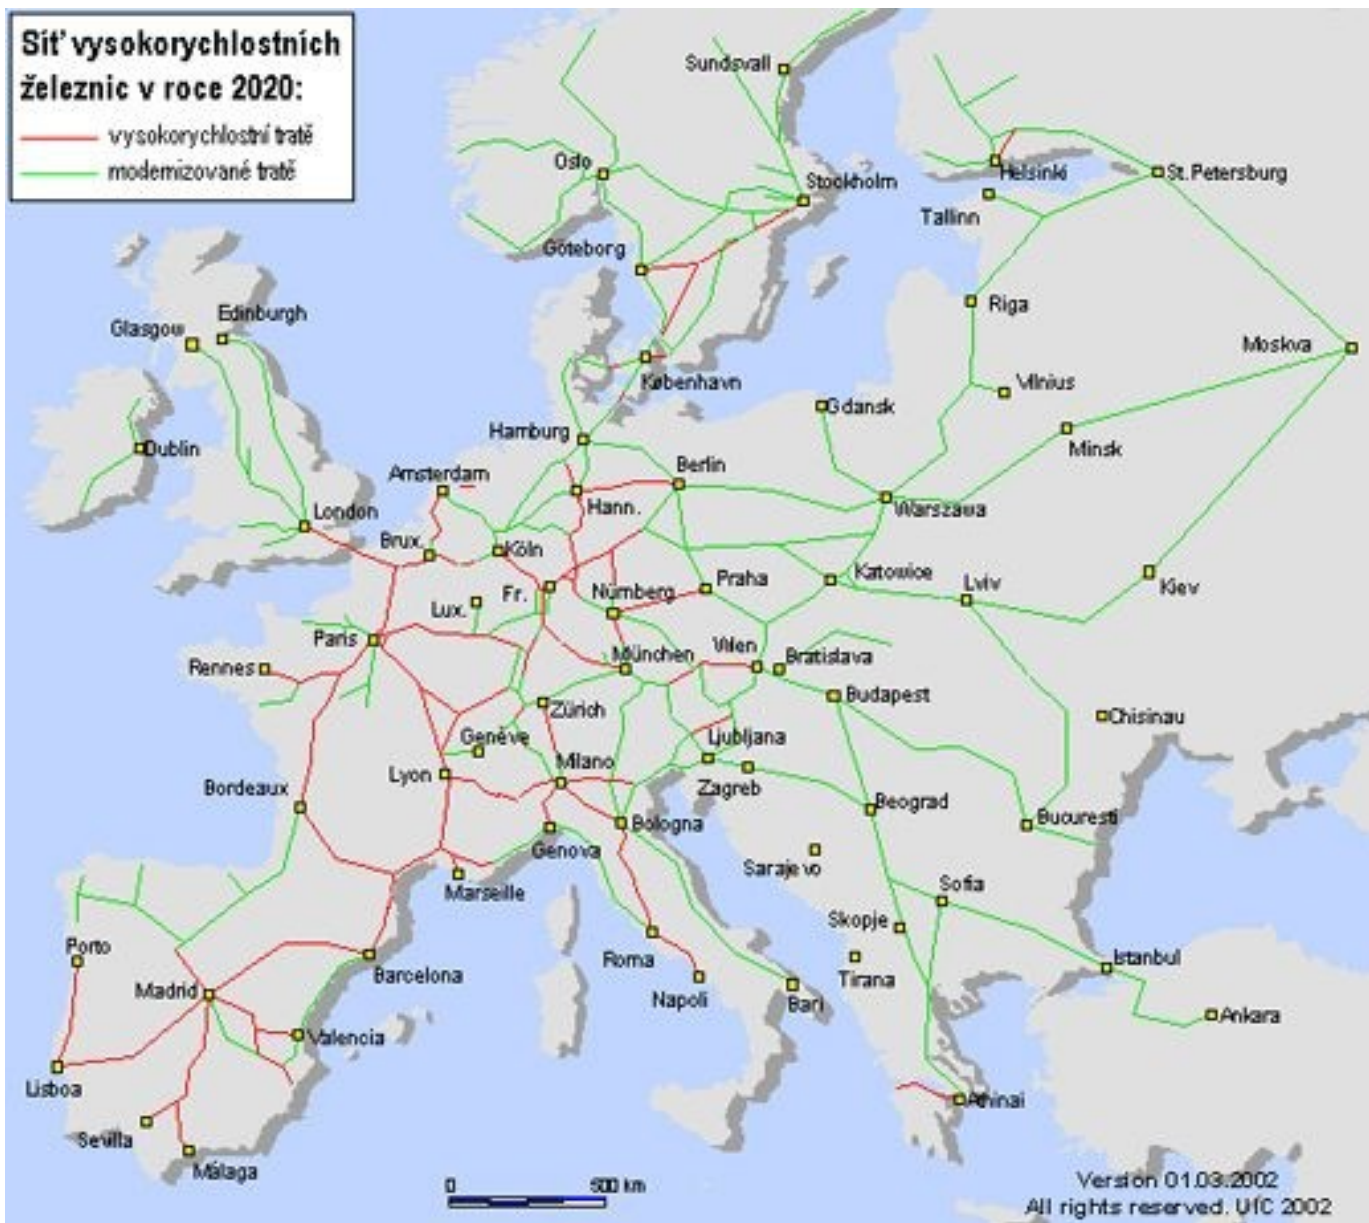 Síť vysokorychlostních
železnic v roce 2020:
vysokorychlostní tratě
modernizované tratě
Sundsvall
Oslo
Stockholm
Helsinki
St. Petersburg
Tallinn
Göteborg
Riga
Edinburgh
Glasgow
Moskva
København
Vilnius
Gdansk
Minsk
Hamburg
Dublin
Amsterdam
Berlin
Hann.
Warszawa
London
Brux.
Köln
Praha
Katowice
Lviv
Kiev
Fr.
Nürnberg
Lux.
Paris
Rennes
München
Wien
Bratislava
Budapest
Zürich
Chisinau
Genève
Ljubljana
Milano
Lyon
Zagreb
Bordeaux
Beograd
Bucuresti
Bologna
Genova
Sarajevo
Marseille
Sofia
Skopje
Porto
Roma
Istanbul
Barcelona
Tirana
Madrid
Napoli
Bari
Ankara
Valencia
Lisboa
Athinai
Sevilla
Málaga
0 500 km
Version 01.03.2002
All rights reserved. UIC 2002